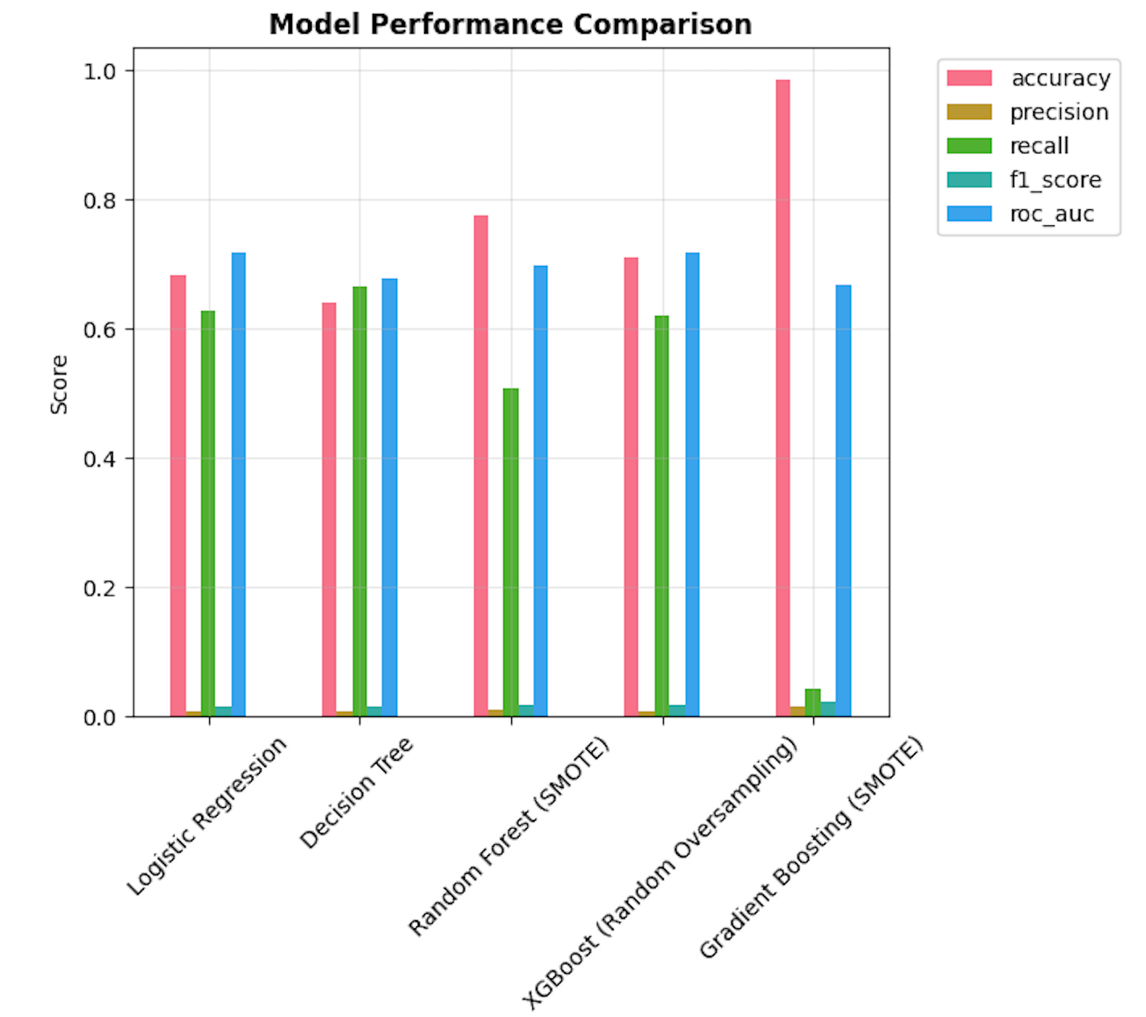 Model Performance Comparison
accuracy
precision
recall
f1_score
roc_auc
1.0
0.8
0.6
0.4
0.2
0.0
Score
Logistic Regression
Decision Tree
Random Forest (SMOTE)
XGBoost (Random Oversampling)
Gradient Boosting (SMOTE)